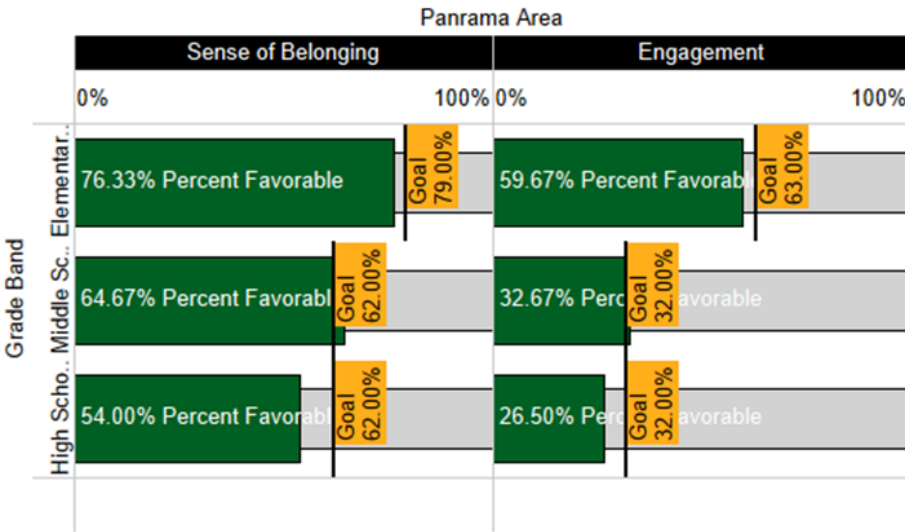 Panrama Area
Sense of Belonging
Engagement
0%
100%
0%
100%
Grade Band
Elementar..
76.33% Percent Favorable
Goal
79.00%
59.67% Percent Favorabl
Goal
63.00%
Middle Sc..
64.67% Percent Favorabl
Goal
62.00%
32.67% Perc avorable
Goal
32.00%
High Scho..
54.00% Percent Favorabl
Goal
62.00%
26.50% Perc avorable
Goal
32.00%